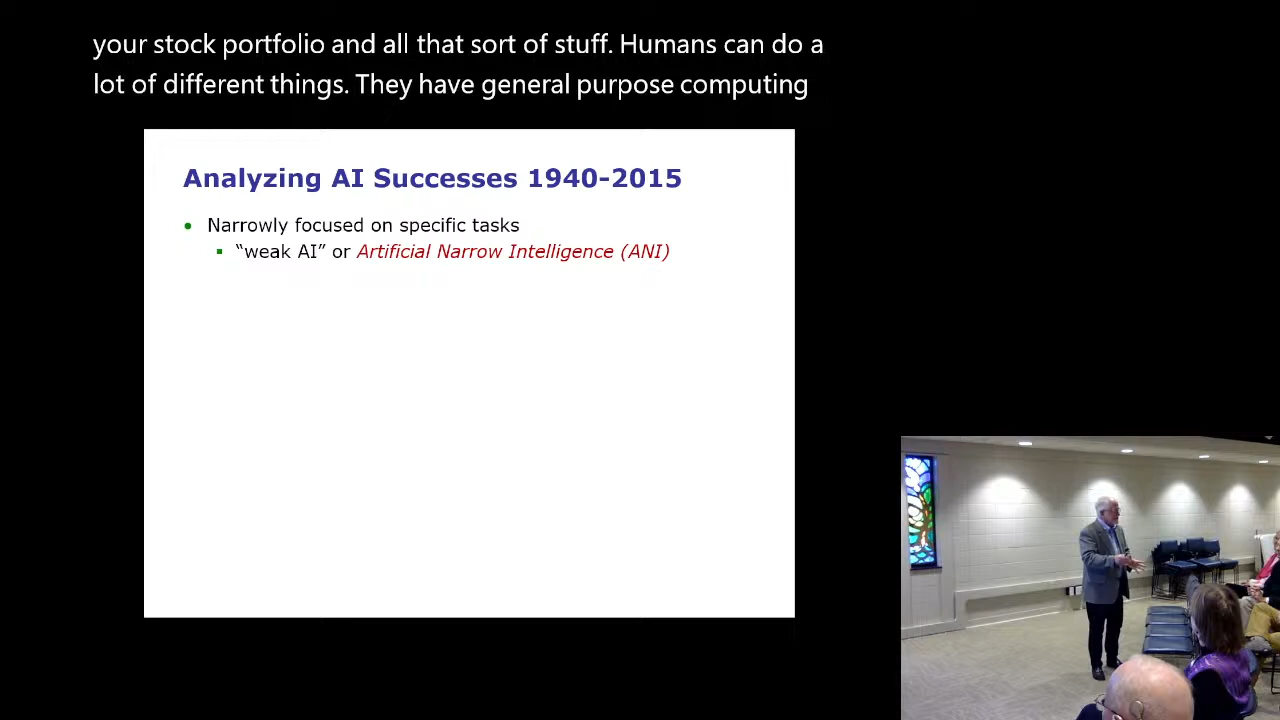 your stock portfolio and all that sort of stuff. Humans can do a
lot of different things. They have general purpose computing
Analyzing AI Successes 1940-2015
• Narrowly focused on specific tasks
▪ “weak AI” or Artificial Narrow Intelligence (ANI)